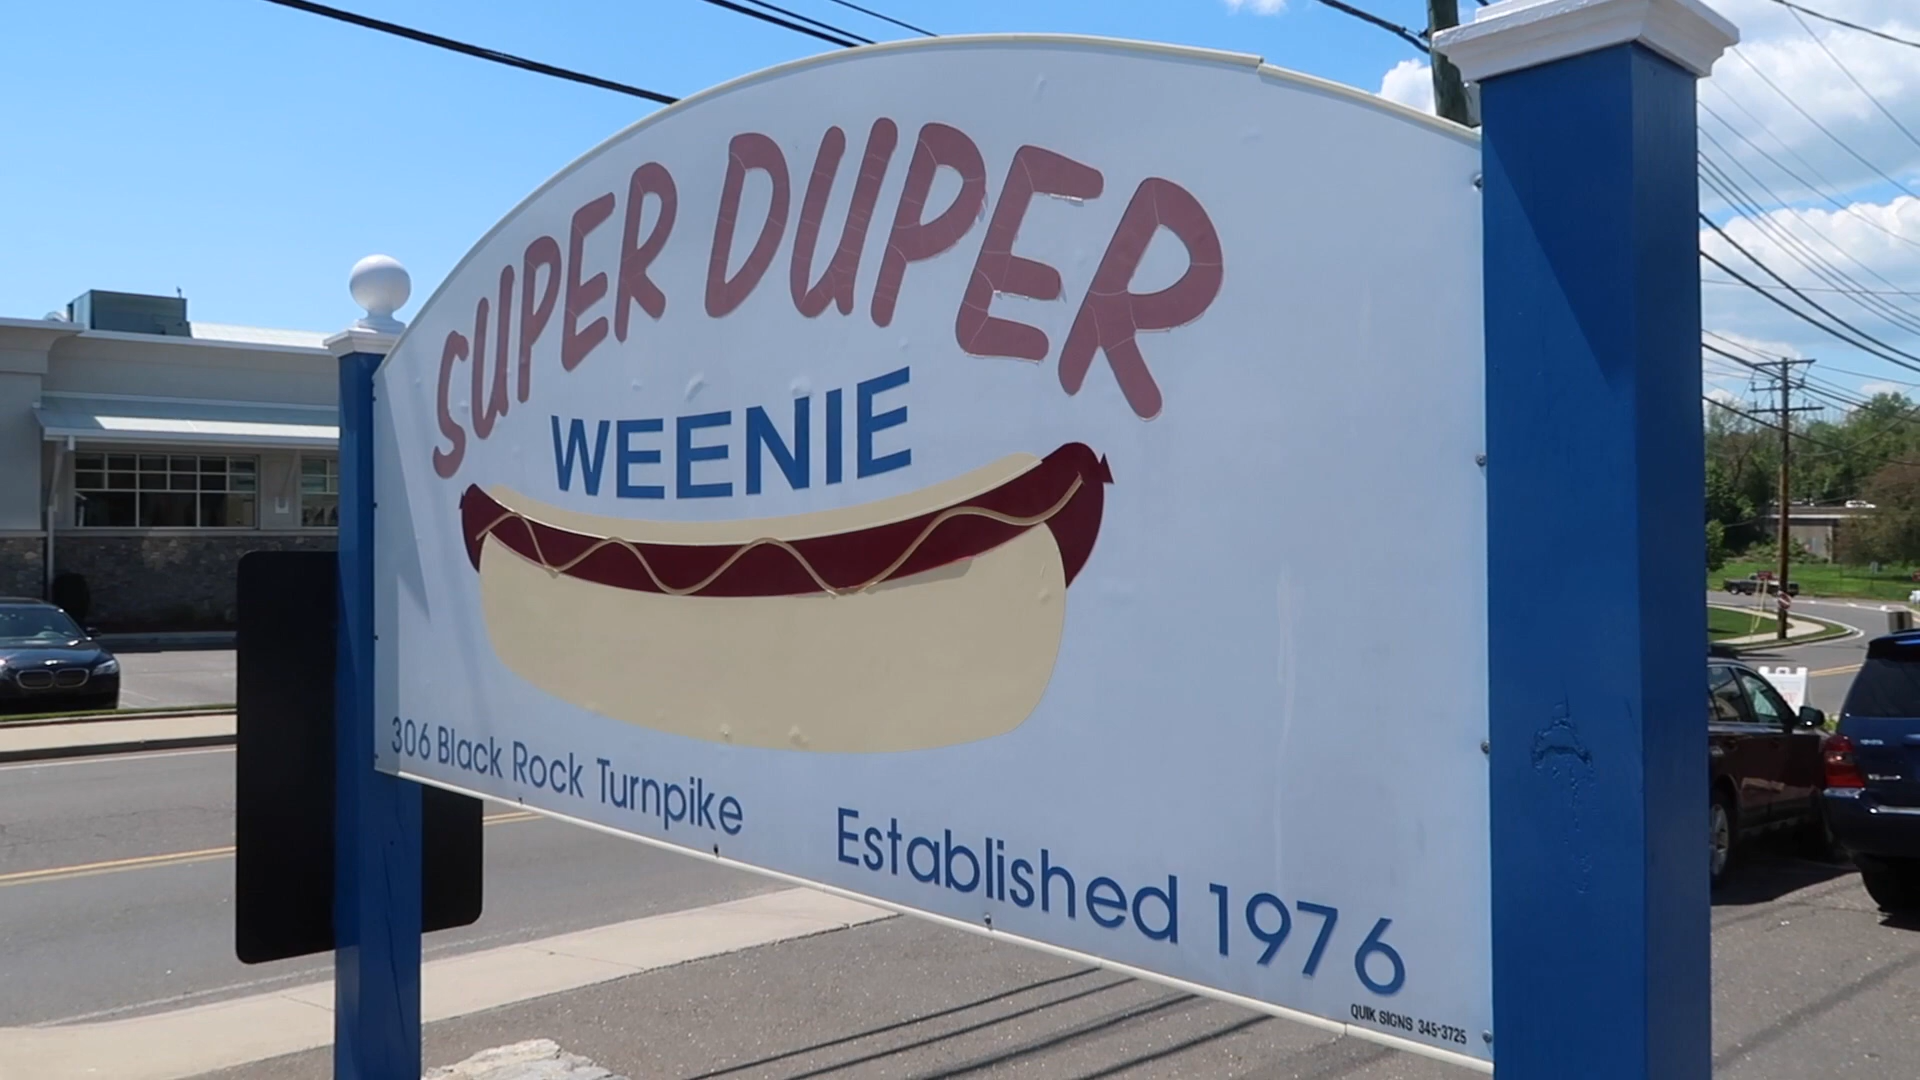 SUPER DUPER
WEENIE
306 Black Rock Turnpike
Established 1976
QUIK SIGNS 345-3725